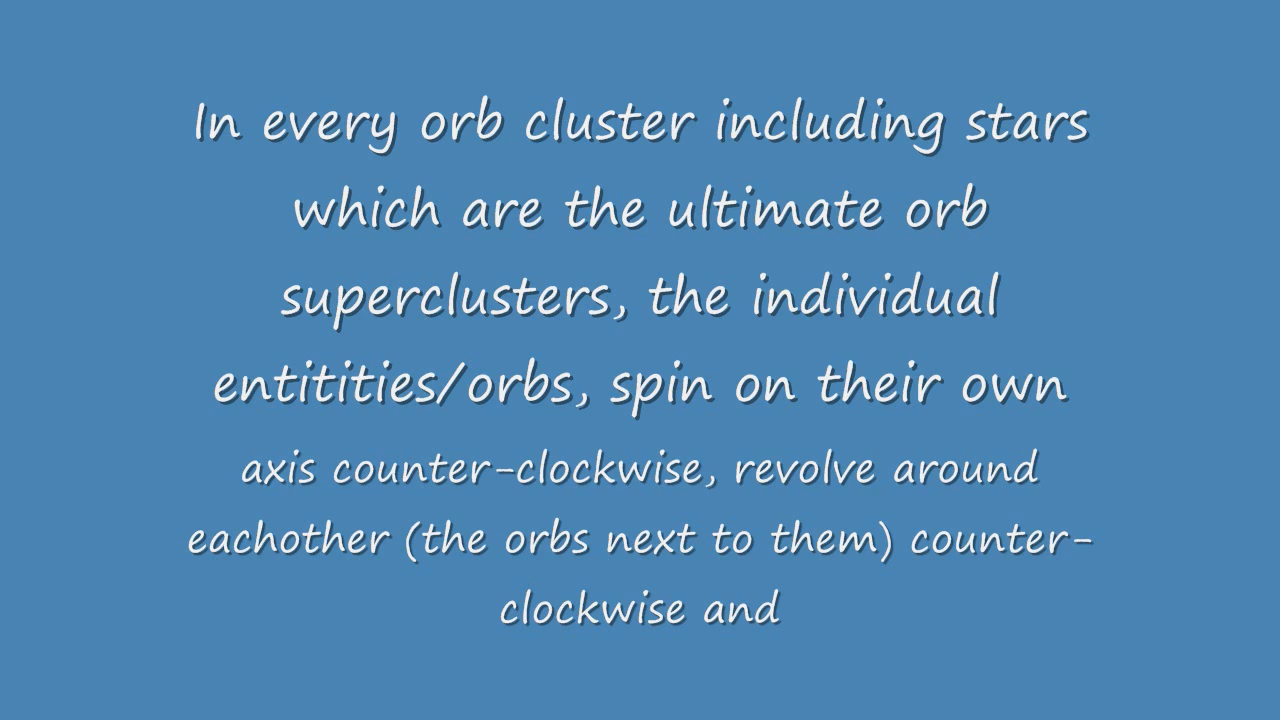 In every orb cluster including stars
which are the ultimate orb
superclusters, the individual
entitities/orbs, spin on their own
axis counter-clockwise, revolve around
eachother (the orbs next to them) counter-
clockwise and